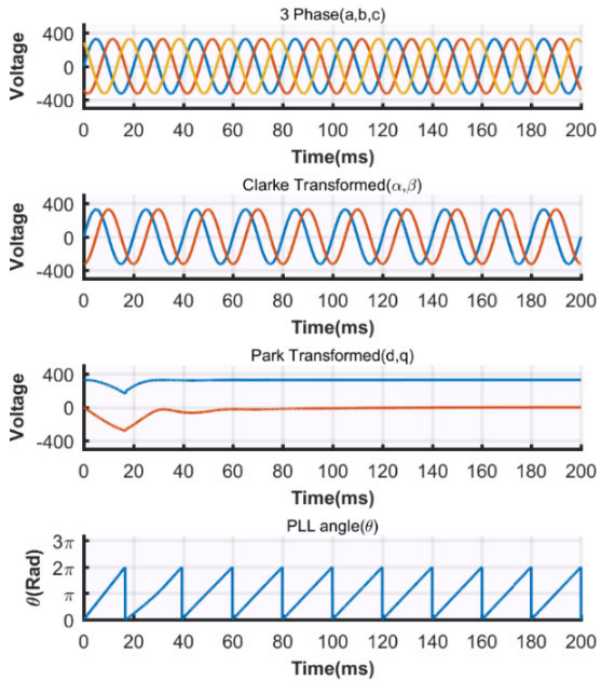 3 Phase(a,b,c)
400
0
-400
Voltage
0 20 40 60 80 100 120 140 160 180 200
Time(ms)
Clarke Transformed(α,β)
400
0
-400
Voltage
0 20 40 60 80 100 120 140 160 180 200
Time(ms)
Park Transformed(d,q)
400
0
-400
Voltage
0 20 40 60 80 100 120 140 160 180 200
Time(ms)
PLL angle(θ)
3π
2π
π
0
θ(Rad)
0 20 40 60 80 100 120 140 160 180 200
Time(ms)